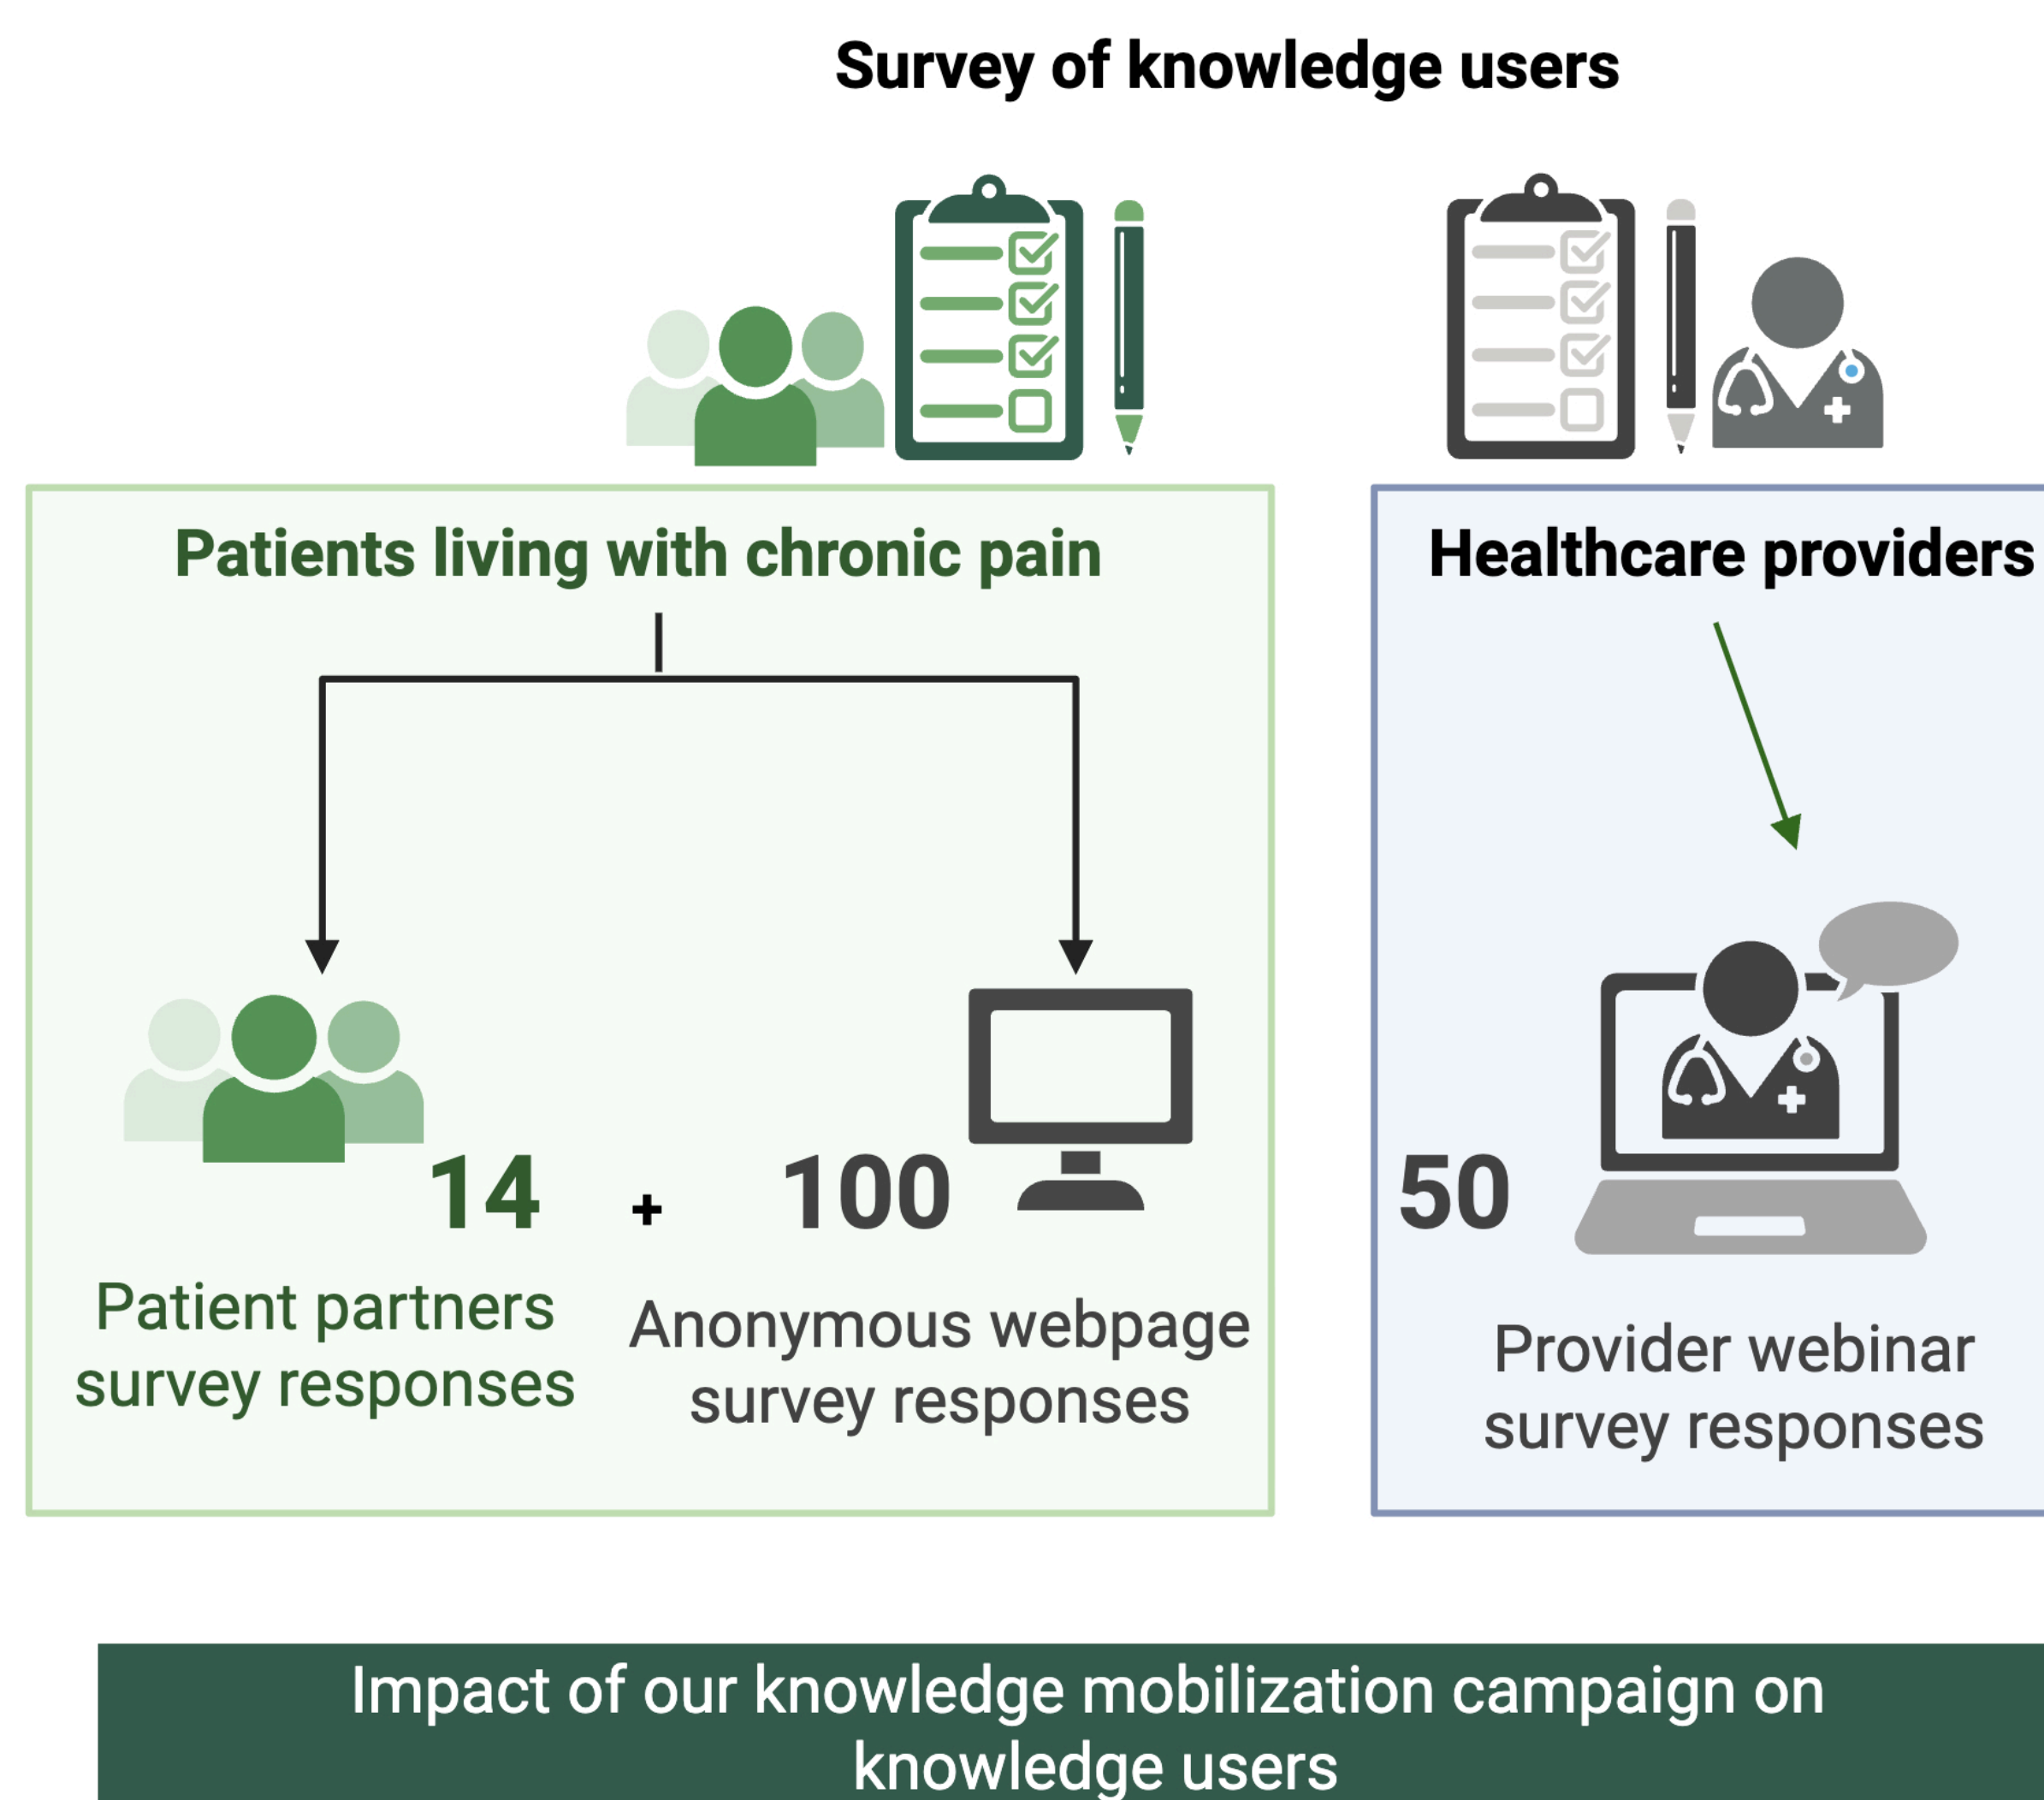 Survey of knowledge users
Patients living with chronic pain
14
+
100
Patient partners
survey responses
Anonymous webpage
survey responses
Healthcare providers
50
Provider webinar
survey responses
Impact of our knowledge mobilization campaign on
knowledge users